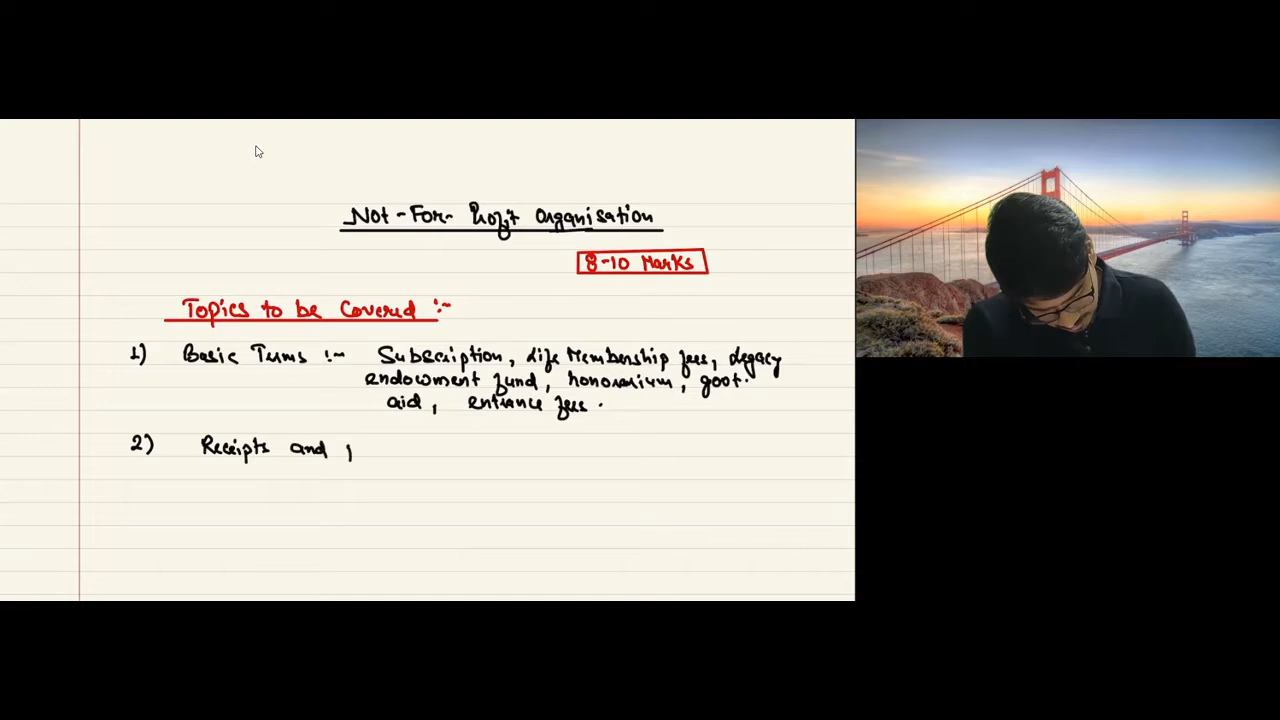 Not-For-Profit Organisation
8-10 Marks
Topics to be Covered :-
1) Basic Terms :- Subscription, Life Membership fees, legacy
endowment fund, honorarium, govt.
aid, entrance fees.
2) Receipts and